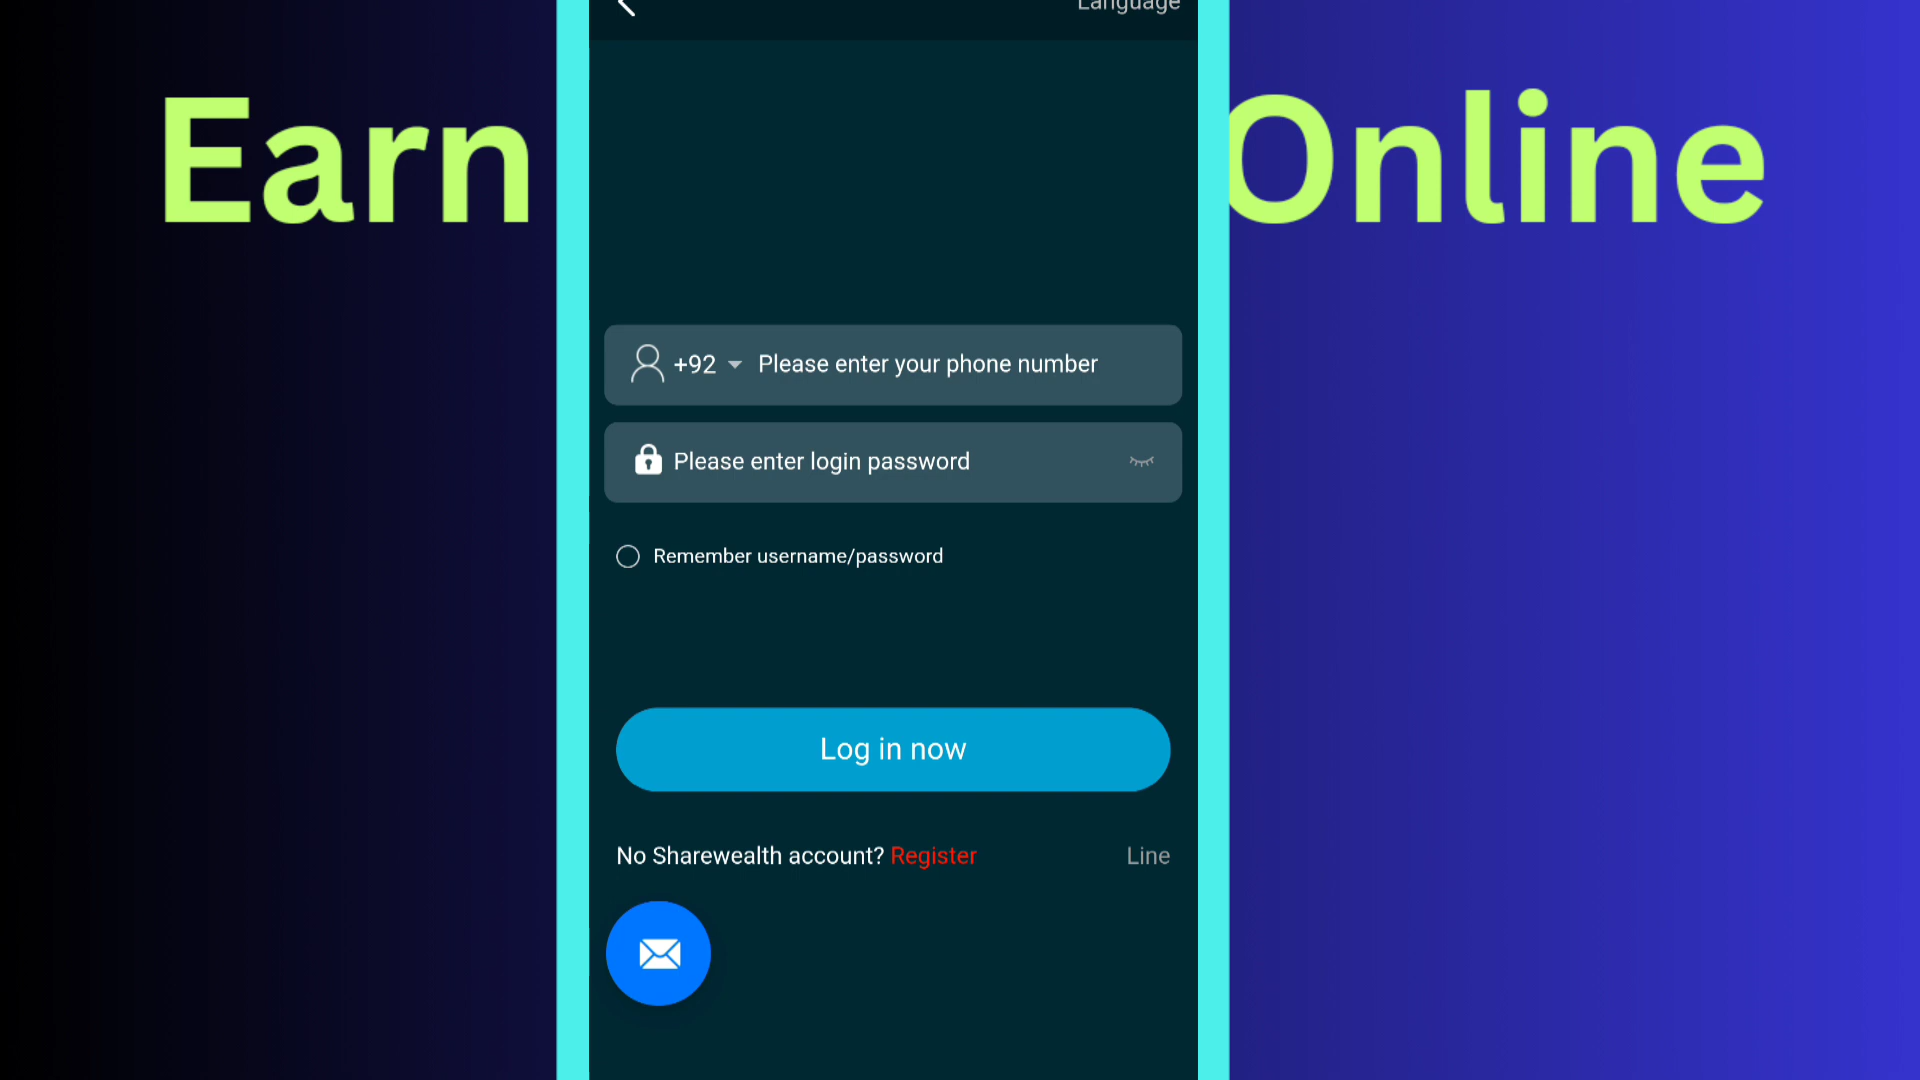 Language
Earn Online
+92 Please enter your phone number
Please enter login password
Remember username/password
Log in now
No Sharewealth account? Register Line